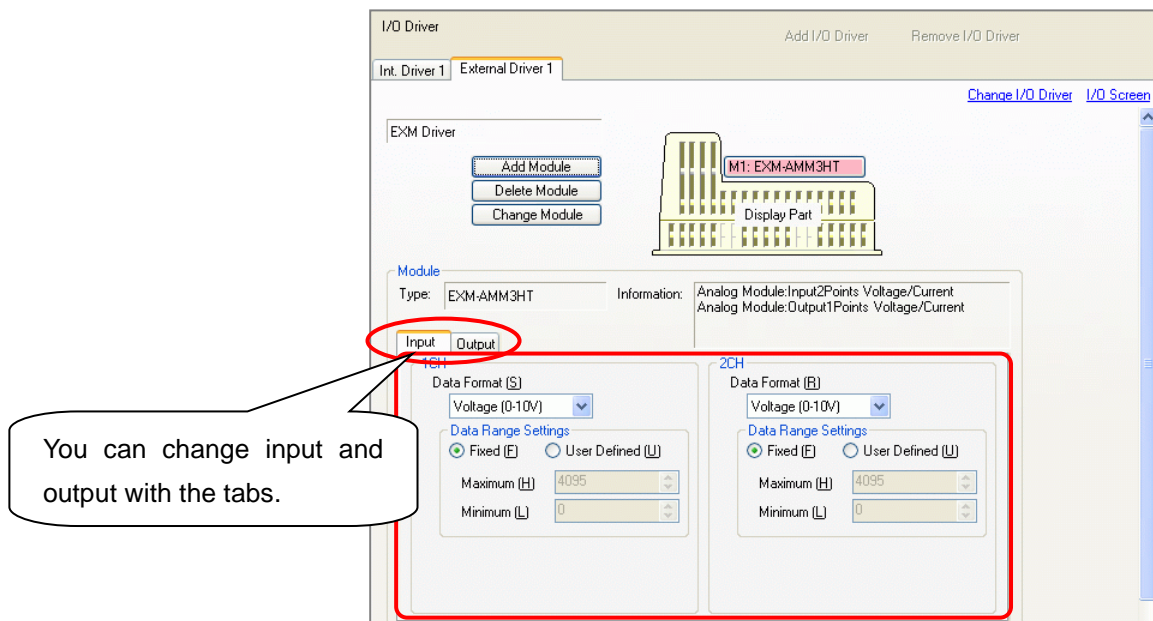 I/O Driver
Add I/O Driver Remove I/O Driver
Int. Driver 1 External Driver 1
Change I/O Driver I/O Screen
EXM Driver
Add Module
Delete Module
Change Module
M1: EXM-AMM3HT
Display Part
Module
Type: EXM-AMM3HT
Information: Analog Module:Input2Points Voltage/Current
Analog Module:Output1Points Voltage/Current
Input Output
1CH
Data Format (S)
Voltage (0-10V)
Data Range Settings
Fixed (F) User Defined (U)
Maximum (H) 4095
Minimum (L) 0
2CH
Data Format (R)
Voltage (0-10V)
Data Range Settings
Fixed (F) User Defined (U)
Maximum (H) 4095
Minimum (L) 0
You can change input and
output with the tabs.